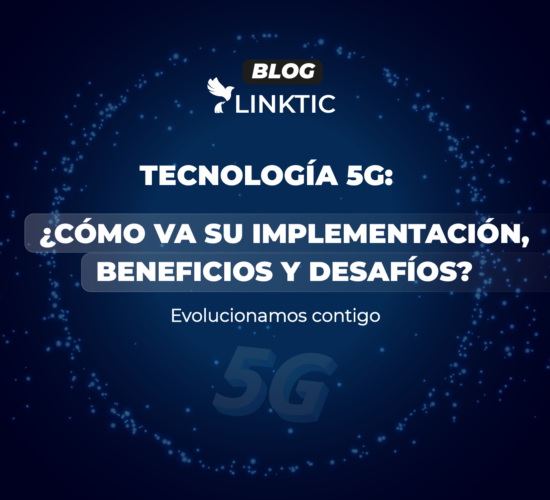 BLOG
LINKTIC
TECNOLOGÍA 5G:
¿CÓMO VA SU IMPLEMENTACIÓN,
BENEFICIOS Y DESAFÍOS?
Evolucionamos contigo
5G